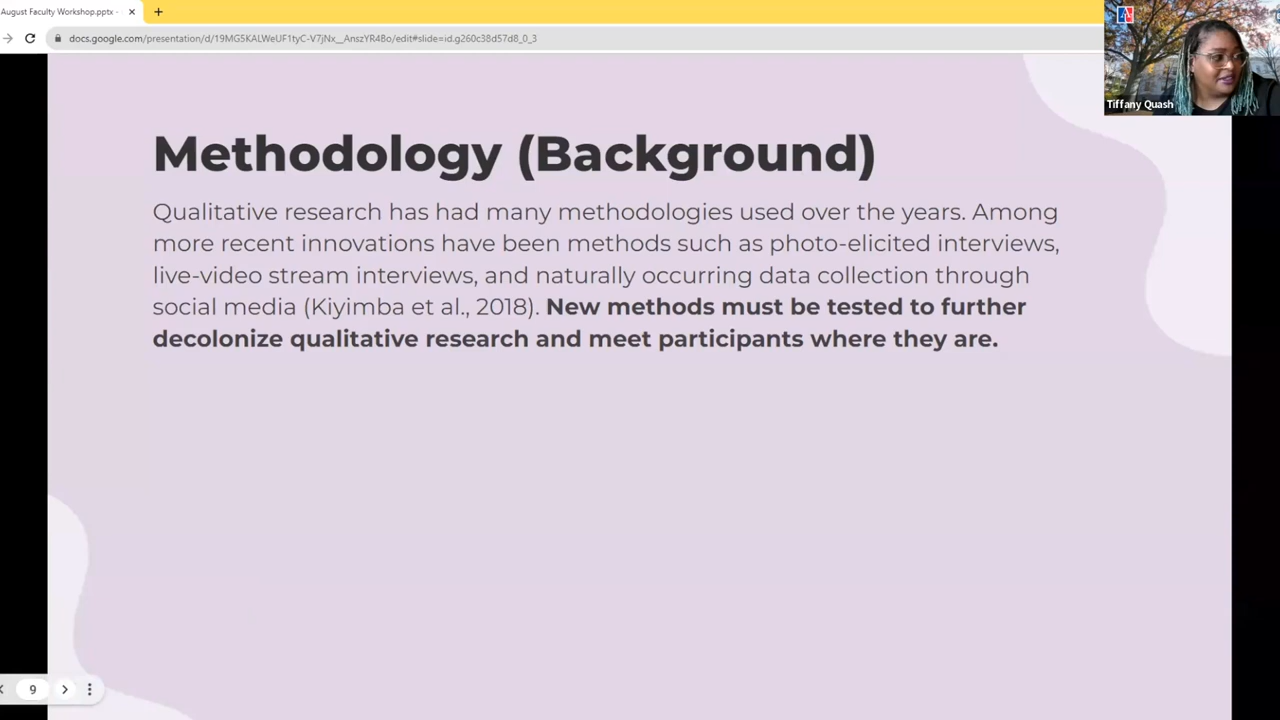 August Faculty Workshop.pptx -
docs.google.com/presentation/d/19MG5KALWeUF1tyC-V7jNx__AnszYR48o/edit#slide=id.g260c38d57d8_0_3
Tiffany Quash
Methodology (Background)
Qualitative research has had many methodologies used over the years. Among
more recent innovations have been methods such as photo-elicited interviews,
live-video stream interviews, and naturally occurring data collection through
social media (Kiyimba et al., 2018). New methods must be tested to further
decolonize qualitative research and meet participants where they are.
9